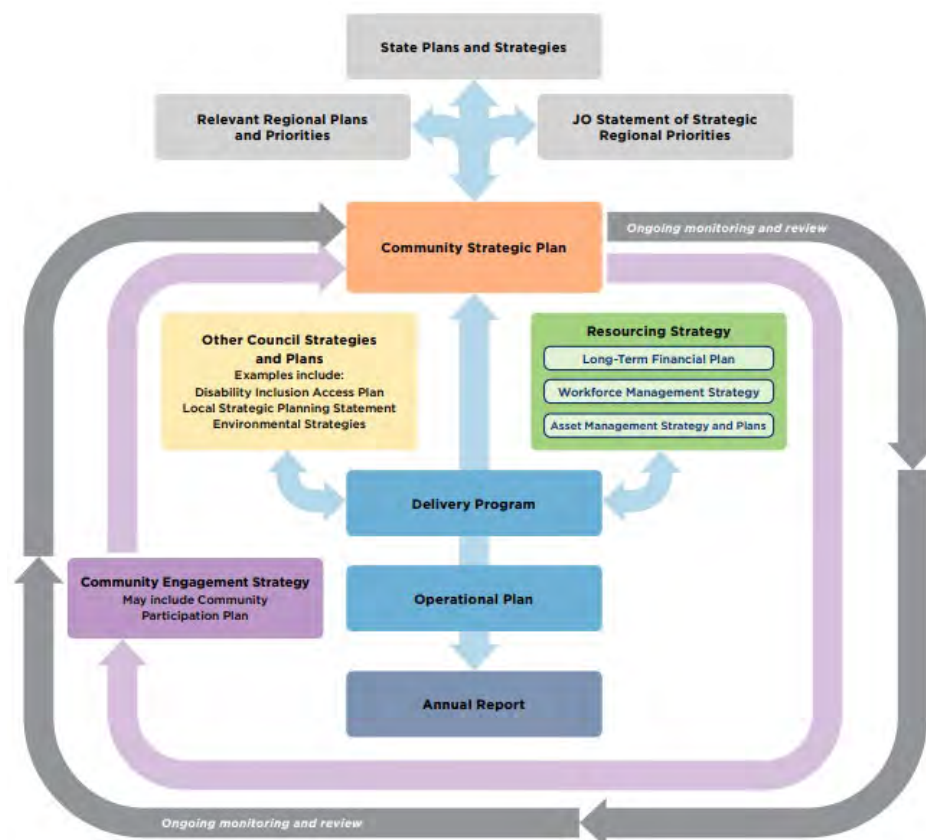 State Plans and Strategies
Relevant Regional Plans
and Priorities
JO Statement of Strategic
Regional Priorities
Community Strategic Plan
Ongoing monitoring and review
Other Council Strategies
and Plans
Examples include:
Disability Inclusion Access Plan
Local Strategic Planning Statement
Environmental Strategies
Resourcing Strategy
Long-Term Financial Plan
Workforce Management Strategy
Asset Management Strategy and Plans
Delivery Program
Community Engagement Strategy
May include Community
Participation Plan
Operational Plan
Annual Report
Ongoing monitoring and review